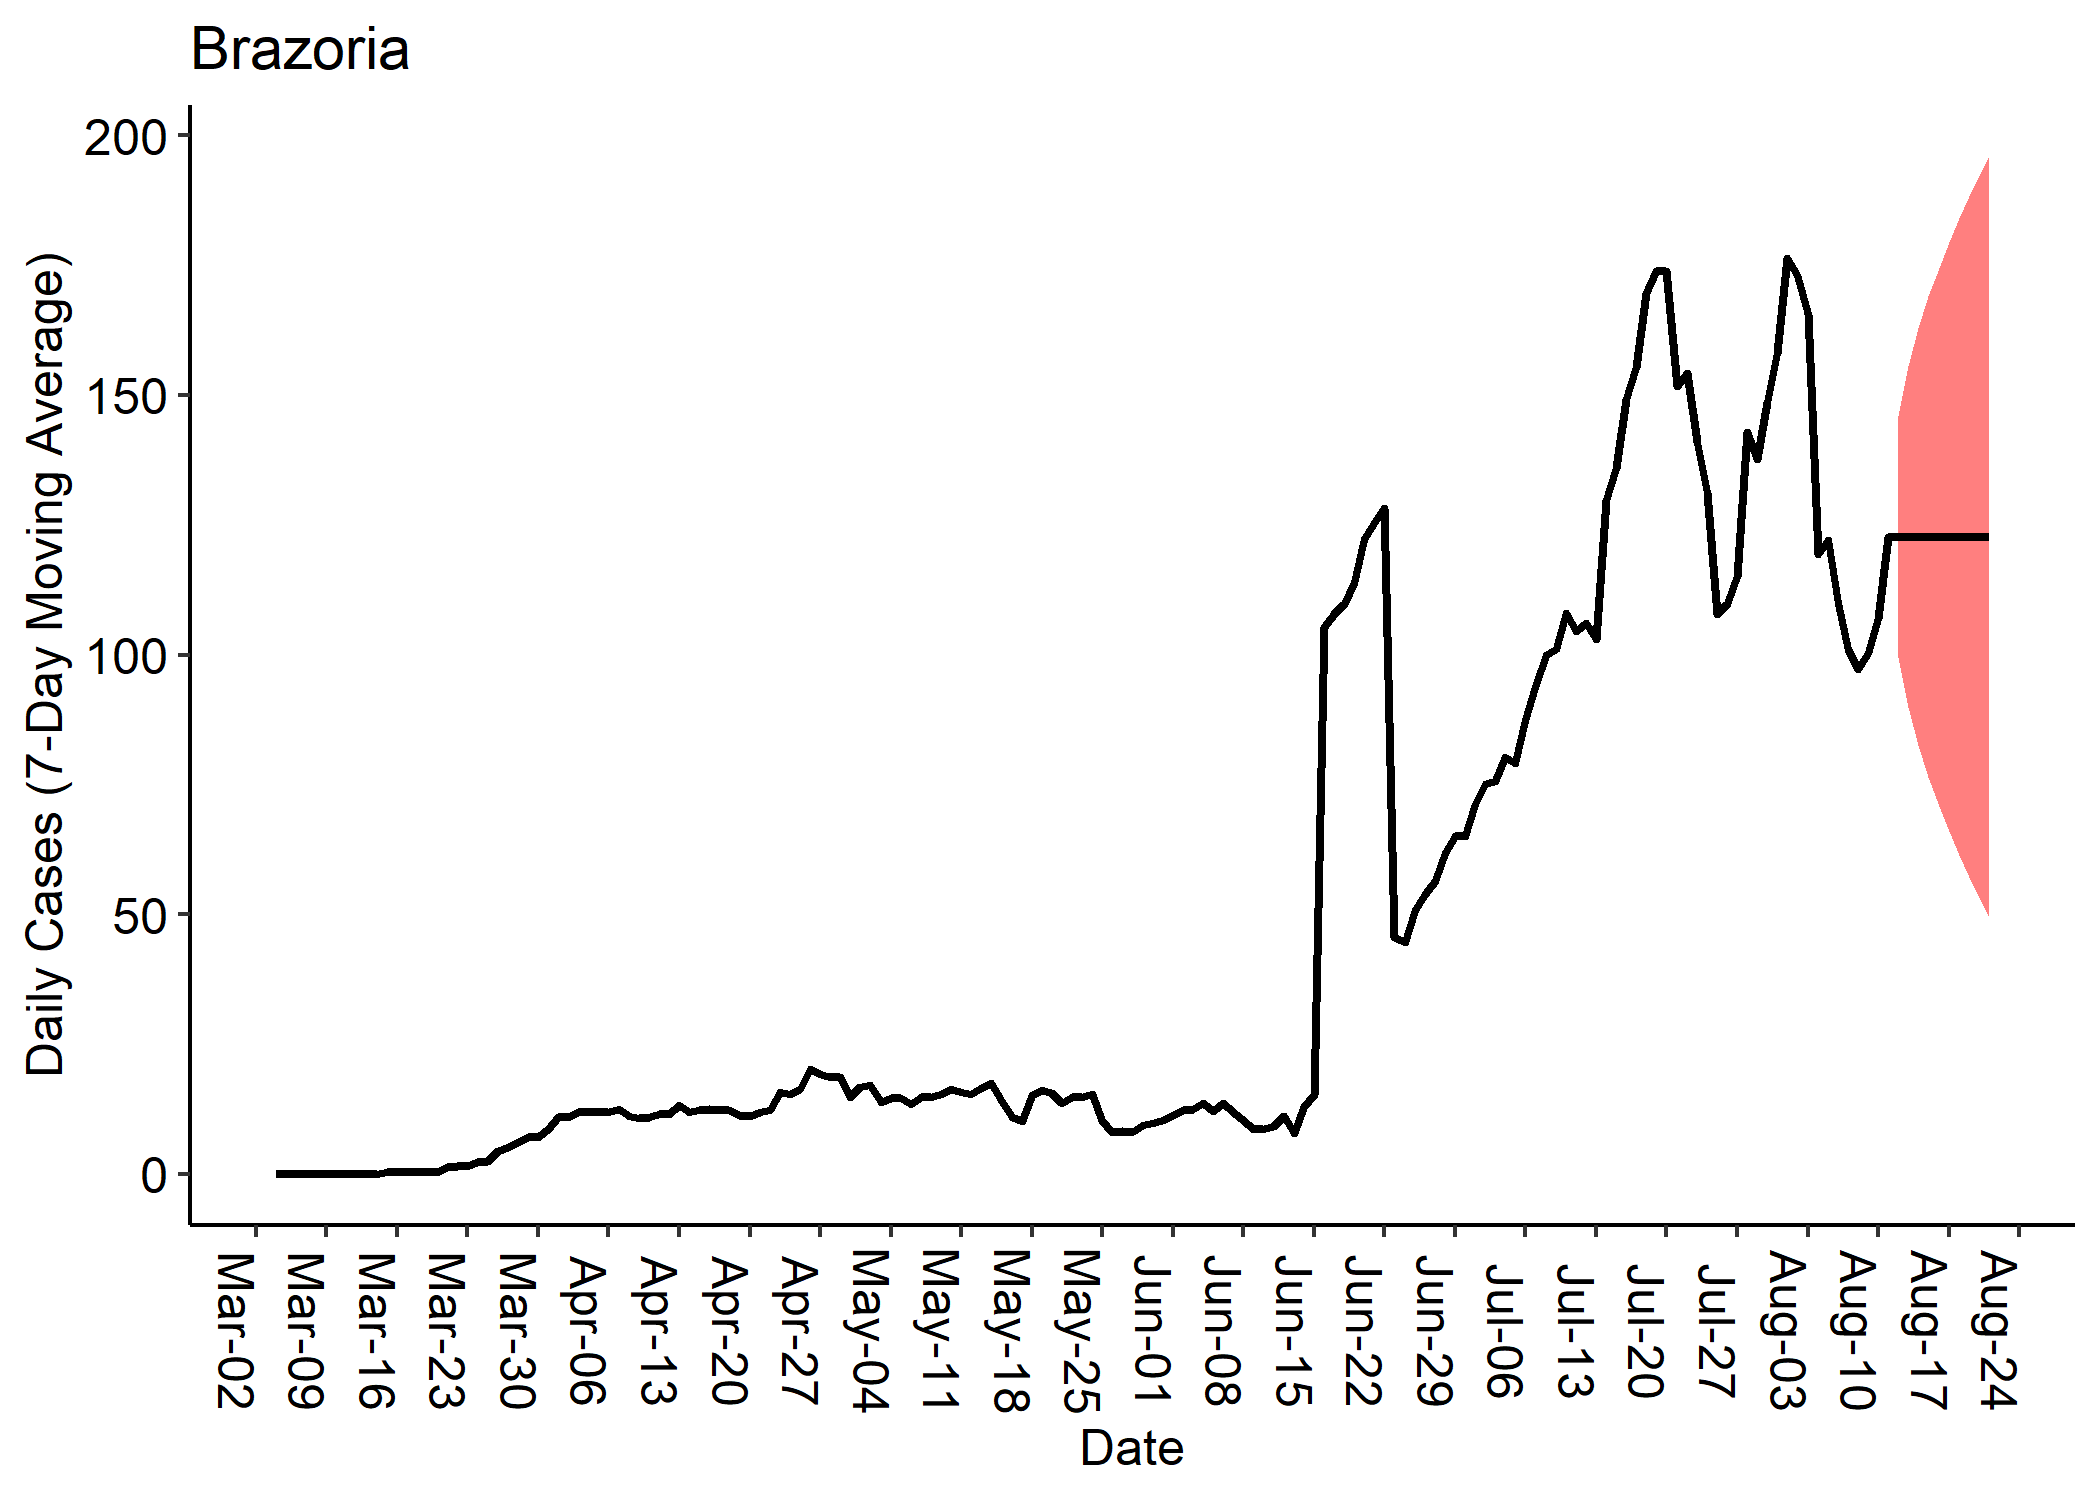 Brazoria
Daily Cases (7-Day Moving Average)
200
150
100
50
0
Mar-02
Mar-09
Mar-16
Mar-23
Mar-30
Apr-06
Apr-13
Apr-20
Apr-27
May-04
May-11
May-18
May-25
Jun-01
Jun-08
Jun-15
Jun-22
Jun-29
Jul-06
Jul-13
Jul-20
Jul-27
Aug-03
Aug-10
Aug-17
Aug-24
Date